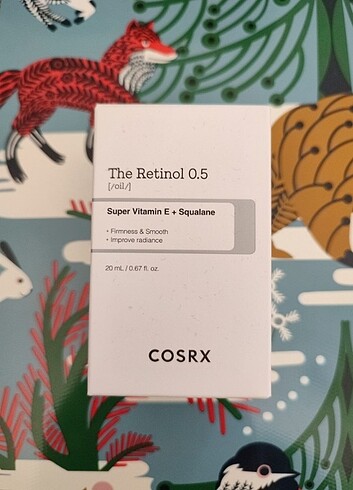 The Retinol 0.5
[/oil/]
Super Vitamin E + Squalane
• Firmness & Smooth
• Improve radiance
20 mL / 0.67 fl. oz.
COSRX